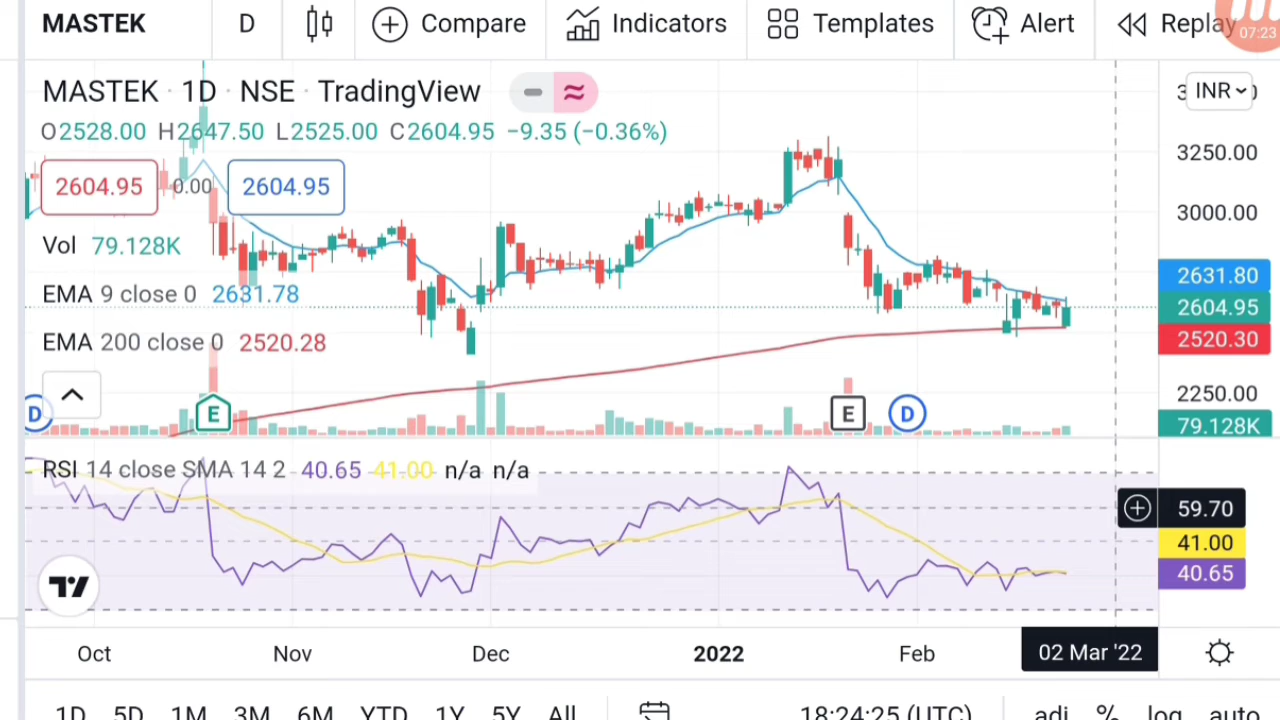 MASTEK D Compare Indicators Templates Alert Replay 07:23
MASTEK · 1D · NSE · TradingView
INR
O2528.00 H2647.50 L2525.00 C2604.95 −9.35 (−0.36%)
3250.00
2604.95 0.00 2604.95
3000.00
Vol 79.128K
2631.80
EMA 9 close 0 2631.78
2604.95
EMA 200 close 0 2520.28
2520.30
2250.00
D E E D
79.128K
RSI 14 close SMA 14 2 40.65 41.00 n/a n/a
59.70
41.00
40.65
Oct Nov Dec 2022 Feb 02 Mar '22
1D 5D 1M 3M 6M YTD 1Y 5Y All 18:24:25 (UTC) adj % log auto